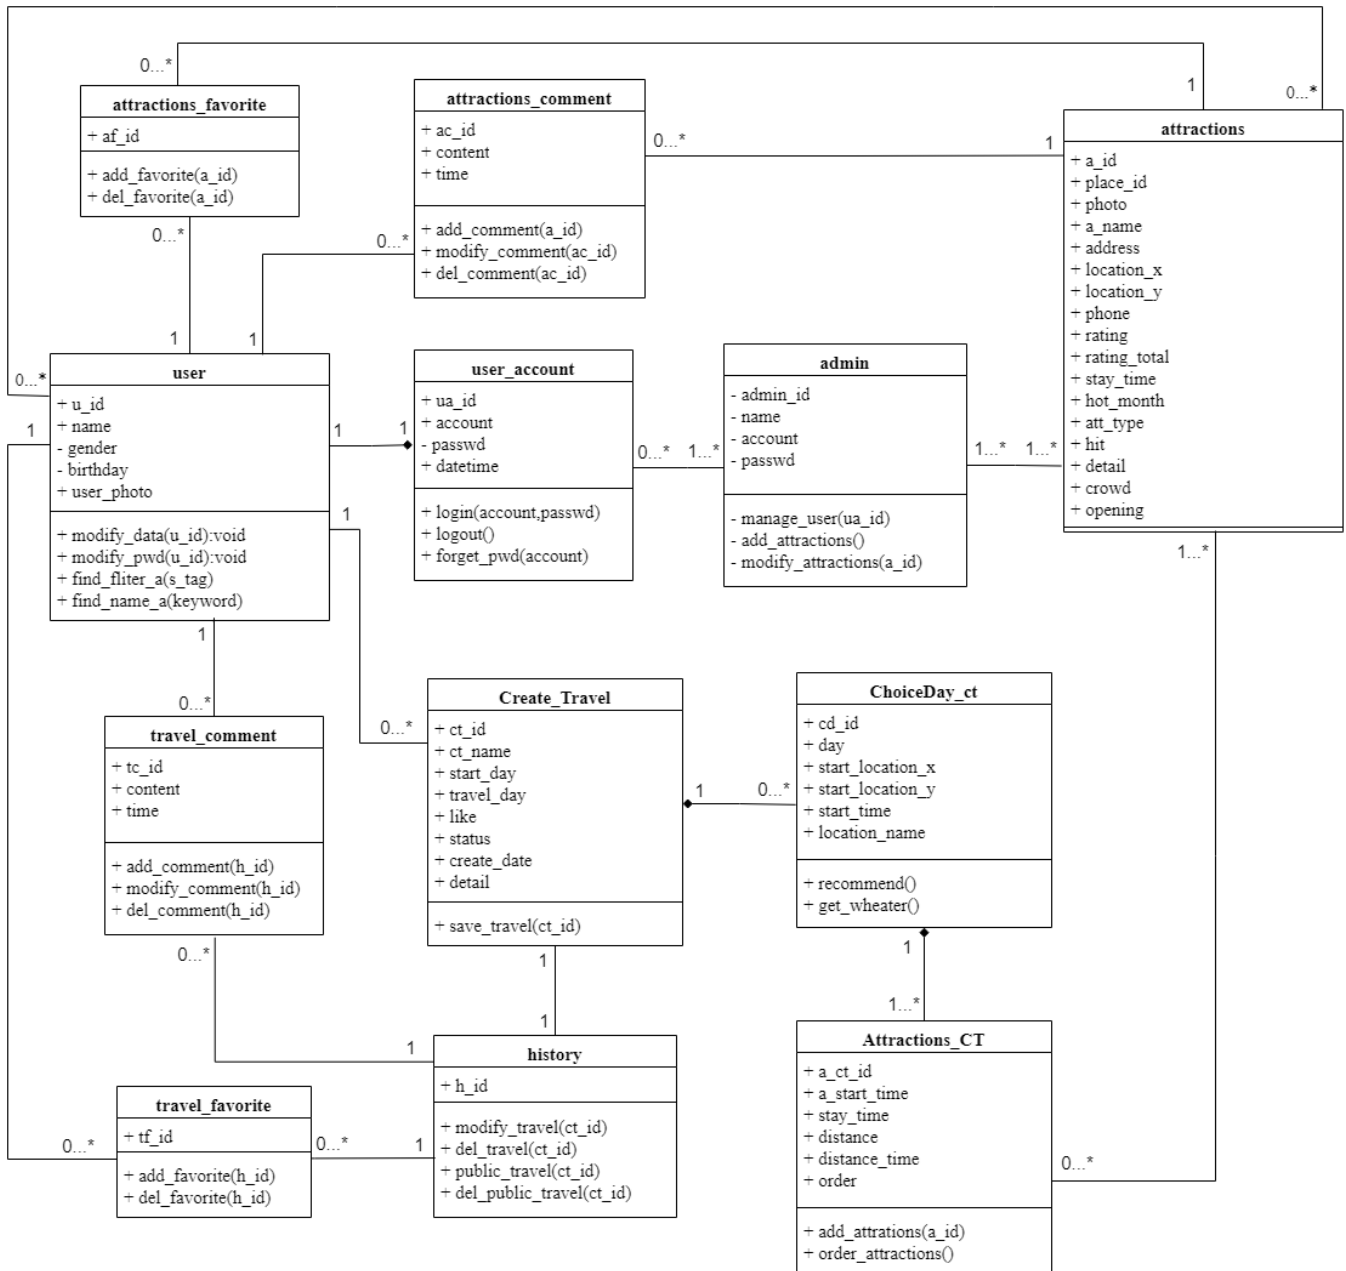 0...*
1
0...*
attractions_favorite
+ af_id
+ add_favorite(a_id)
+ del_favorite(a_id)
0...*
1
attractions_comment
+ ac_id
+ content
+ time
+ add_comment(a_id)
+ modify_comment(ac_id)
+ del_comment(ac_id)
0...*
1
0...*
1
attractions
+ a_id
+ place_id
+ photo
+ a_name
+ address
+ location_x
+ location_y
+ phone
+ rating
+ rating_total
+ stay_time
+ hot_month
+ att_type
+ hit
+ detail
+ crowd
+ opening
1...*
0...*
1
user
+ u_id
+ name
- gender
- birthday
+ user_photo
+ modify_data(u_id):void
+ modify_pwd(u_id):void
+ find_fliter_a(s_tag)
+ find_name_a(keyword)
1
1
user_account
+ ua_id
+ account
- passwd
+ datetime
+ login(account,passwd)
+ logout()
+ forget_pwd(account)
0...*
1...*
admin
- admin_id
- name
- account
- passwd
- manage_user(ua_id)
- add_attractions()
- modify_attractions(a_id)
1...*
1...*
1
0...*
1
0...*
travel_comment
+ tc_id
+ content
+ time
+ add_comment(h_id)
+ modify_comment(h_id)
+ del_comment(h_id)
0...*
1
Create_Travel
+ ct_id
+ ct_name
+ start_day
+ travel_day
+ like
+ status
+ create_date
+ detail
+ save_travel(ct_id)
1
0...*
ChoiceDay_ct
+ cd_id
+ day
+ start_location_x
+ start_location_y
+ start_time
+ location_name
+ recommend()
+ get_wheater()
1
1...*
1
1
history
+ h_id
+ modify_travel(ct_id)
+ del_travel(ct_id)
+ public_travel(ct_id)
+ del_public_travel(ct_id)
travel_favorite
+ tf_id
+ add_favorite(h_id)
+ del_favorite(h_id)
0...*
0...*
1
Attractions_CT
+ a_ct_id
+ a_start_time
+ stay_time
+ distance
+ distance_time
+ order
+ add_attrations(a_id)
+ order_attractions()
0...*